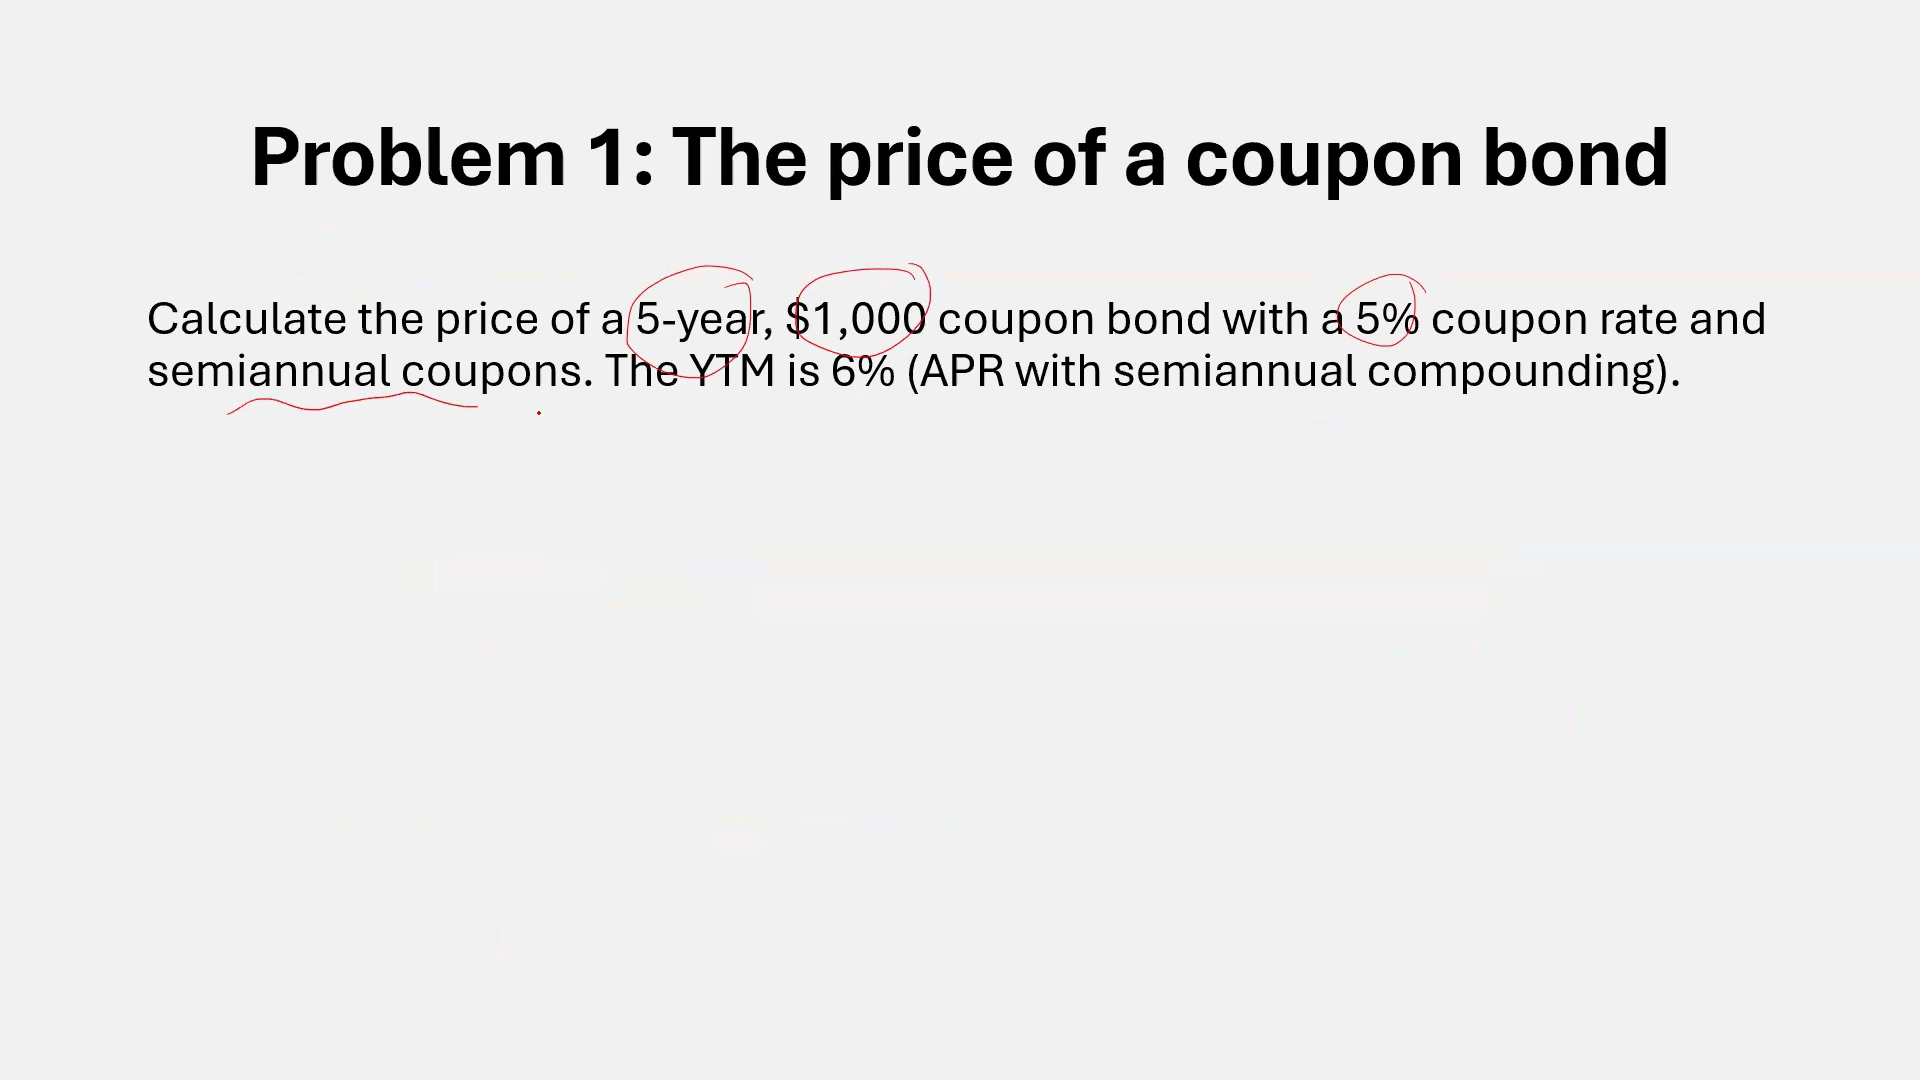 Problem 1: The price of a coupon bond
Calculate the price of a 5-year, $1,000 coupon bond with a 5% coupon rate and
semiannual coupons. The YTM is 6% (APR with semiannual compounding).